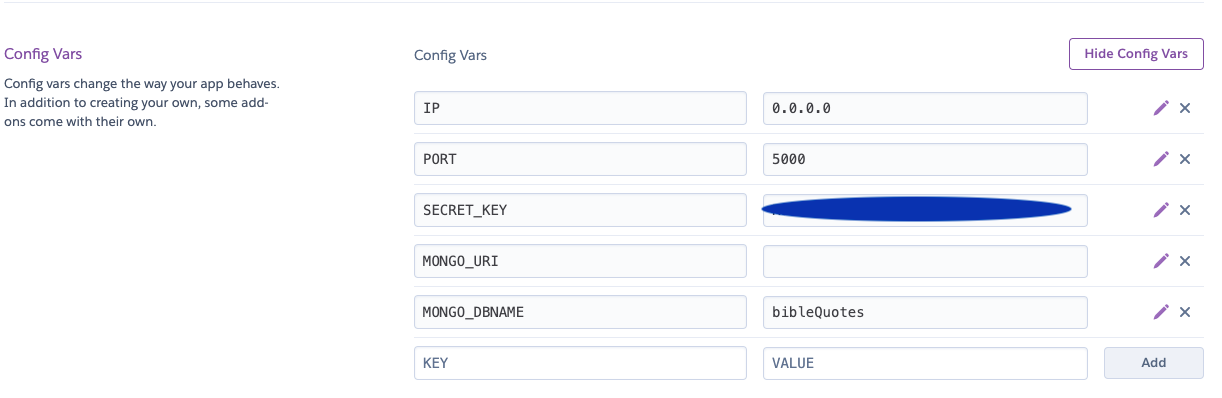 Config Vars
Config vars change the way your app behaves.
In addition to creating your own, some add-
ons come with their own.
Config Vars
Hide Config Vars
IP 0.0.0.0
PORT 5000
SECRET_KEY
MONGO_URI
MONGO_DBNAME bibleQuotes
KEY VALUE Add